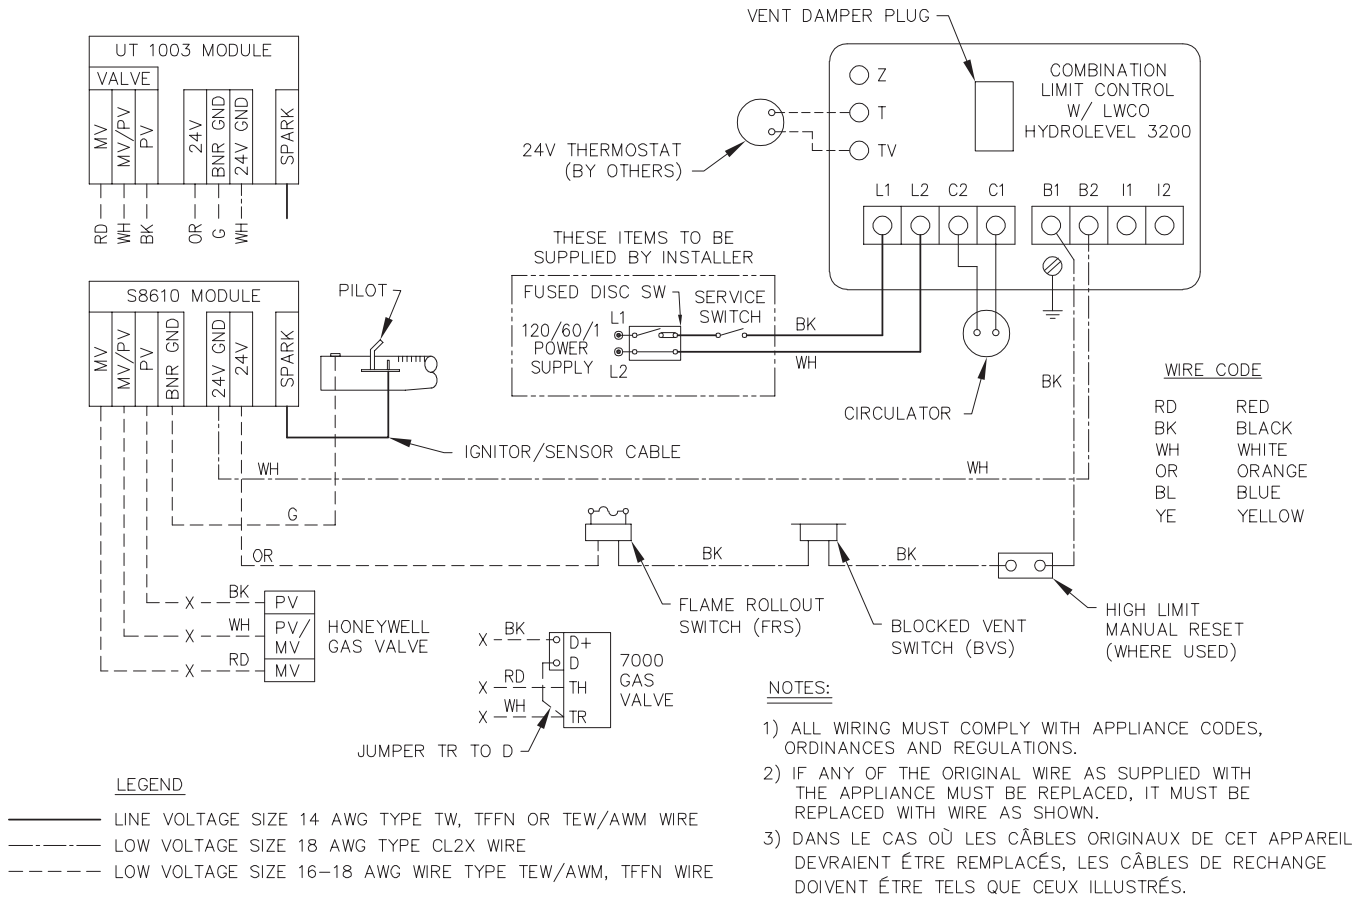 VENT DAMPER PLUG
UT 1003 MODULE
VALVE
MV
MV/PV
PV
24V
BNR GND
24V GND
SPARK
RD
WH
BK
OR
G
WH
Z
T
TV
COMBINATION
LIMIT CONTROL
W/ LWCO
HYDROLEVEL 3200
24V THERMOSTAT
(BY OTHERS)
L1
L2
C2
C1
B1
B2
I1
I2
THESE ITEMS TO BE
SUPPLIED BY INSTALLER
FUSED DISC SW
SERVICE
SWITCH
L1
120/60/1
POWER
SUPPLY
L2
BK
WH
CIRCULATOR
BK
S8610 MODULE
MV
MV/PV
PV
BNR GND
24V GND
24V
SPARK
PILOT
IGNITOR/SENSOR CABLE
WH
WH
G
OR
BK
BK
WIRE CODE
RD RED
BK BLACK
WH WHITE
OR ORANGE
BL BLUE
YE YELLOW
FLAME ROLLOUT
SWITCH (FRS)
BLOCKED VENT
SWITCH (BVS)
HIGH LIMIT
MANUAL RESET
(WHERE USED)
X BK PV
X WH PV/
MV
X RD MV
HONEYWELL
GAS VALVE
X BK D+
D
X RD TH
X WH TR
7000
GAS
VALVE
JUMPER TR TO D
NOTES:
1) ALL WIRING MUST COMPLY WITH APPLIANCE CODES,
ORDINANCES AND REGULATIONS.
2) IF ANY OF THE ORIGINAL WIRE AS SUPPLIED WITH
THE APPLIANCE MUST BE REPLACED, IT MUST BE
REPLACED WITH WIRE AS SHOWN.
3) DANS LE CAS OÙ LES CÂBLES ORIGINAUX DE CET APPAREIL
DEVRAIENT ÉTRE REMPLACÉS, LES CÂBLES DE RECHANGE
DOIVENT ÉTRE TELS QUE CEUX ILLUSTRÉS.
LEGEND
LINE VOLTAGE SIZE 14 AWG TYPE TW, TFFN OR TEW/AWM WIRE
LOW VOLTAGE SIZE 18 AWG TYPE CL2X WIRE
LOW VOLTAGE SIZE 16-18 AWG WIRE TYPE TEW/AWM, TFFN WIRE